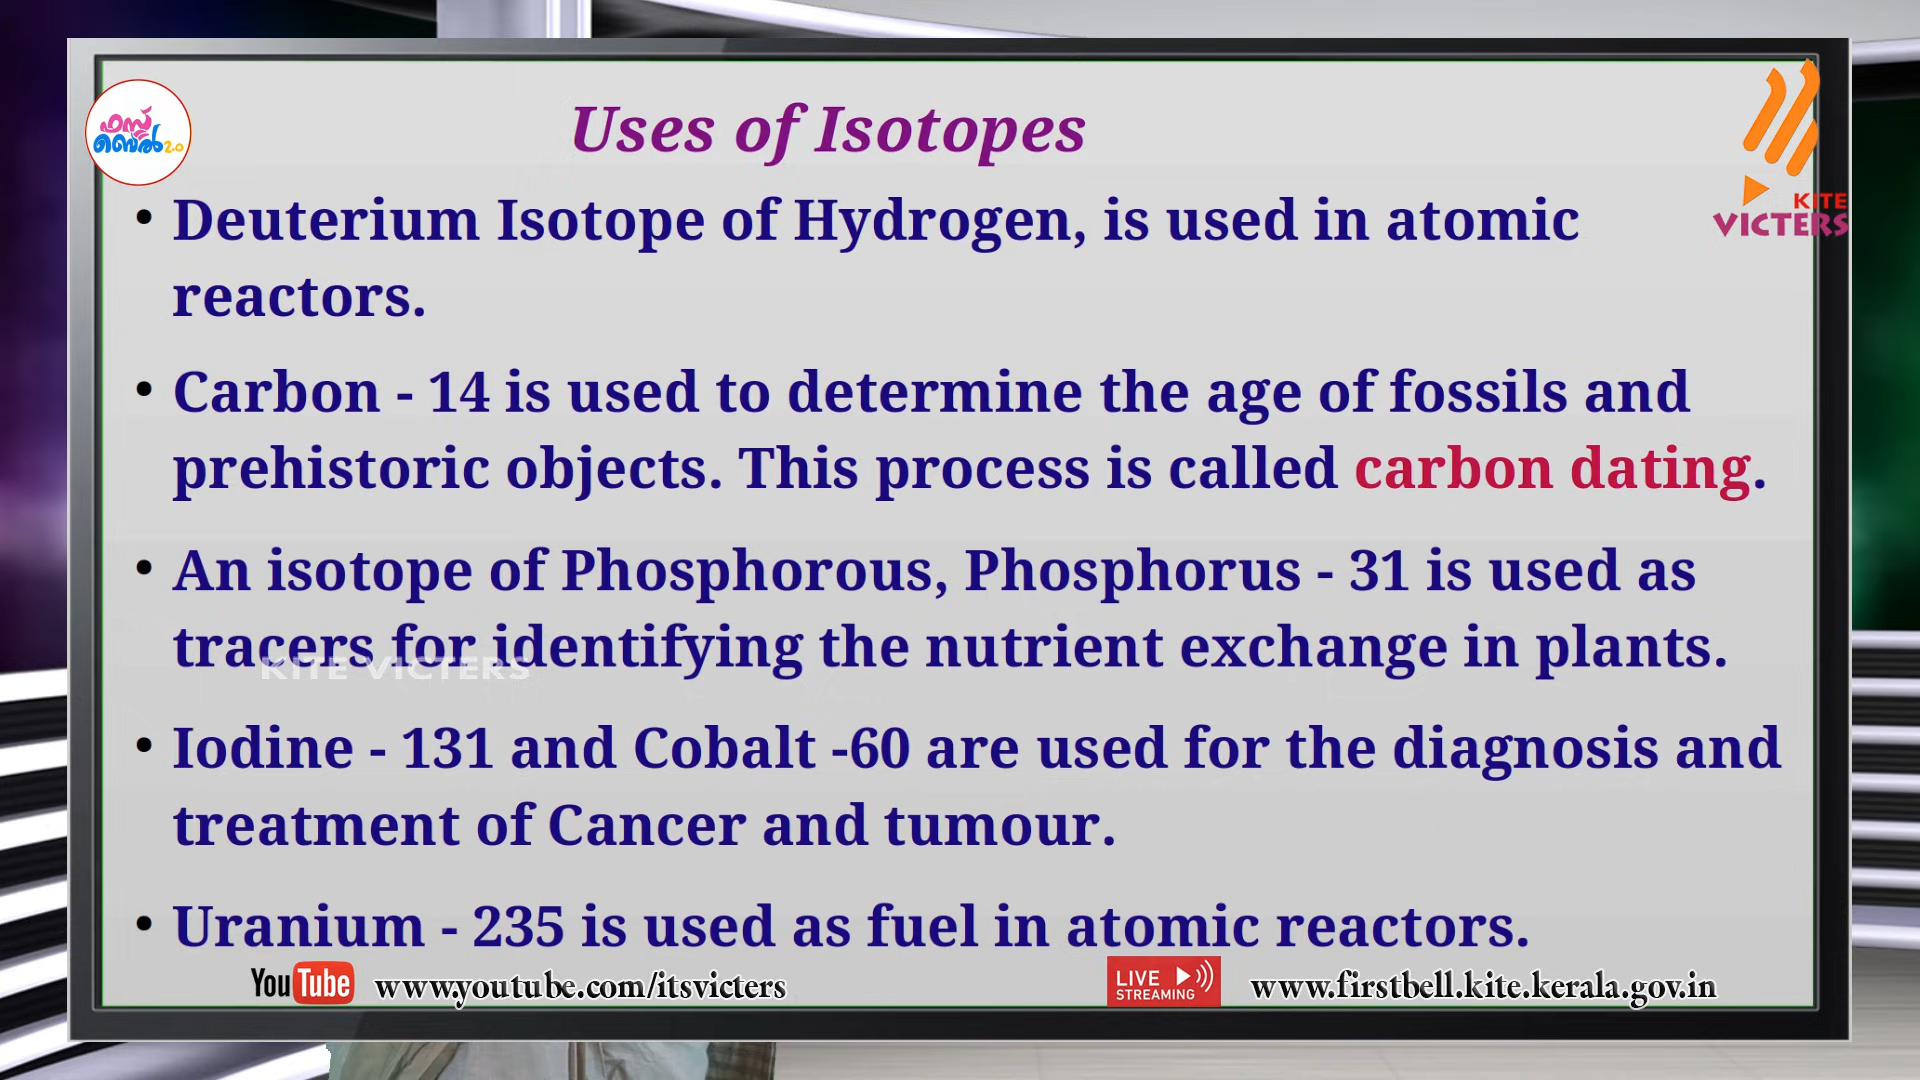 ഫസ്റ്റ്
ബെൽ 2.0
Uses of Isotopes
KITE
VICTERS
• Deuterium Isotope of Hydrogen, is used in atomic
reactors.
• Carbon - 14 is used to determine the age of fossils and
prehistoric objects. This process is called carbon dating.
• An isotope of Phosphorous, Phosphorus - 31 is used as
tracers for identifying the nutrient exchange in plants.
KITE VICTERS
• Iodine - 131 and Cobalt -60 are used for the diagnosis and
treatment of Cancer and tumour.
• Uranium - 235 is used as fuel in atomic reactors.
YouTube www.youtube.com/itsvicters
LIVE
STREAMING
www.firstbell.kite.kerala.gov.in